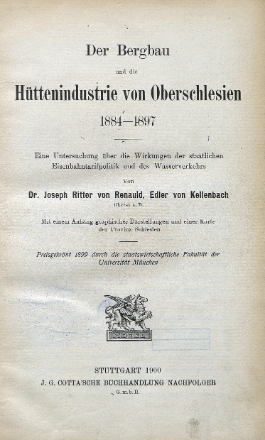 Der Bergbau
und die
Hüttenindustrie von Oberschlesien
1884—1897
Eine Untersuchung über die Wirkungen der staatlichen
Eisenbahntarifpolitik und des Wasserverkehrs
von
Dr. Joseph Ritter von Renauld, Edler von Kellenbach
Mit einem Anhang graphischer Darstellungen und einer Karte
der Provinz Schlesien
Preisgekrönt 1899 durch die staatswirtschaftliche Fakultät der
Universität München
STUTTGART 1900
J. G. COTTA'SCHE BUCHHANDLUNG NACHFOLGER
G. m. b. H.